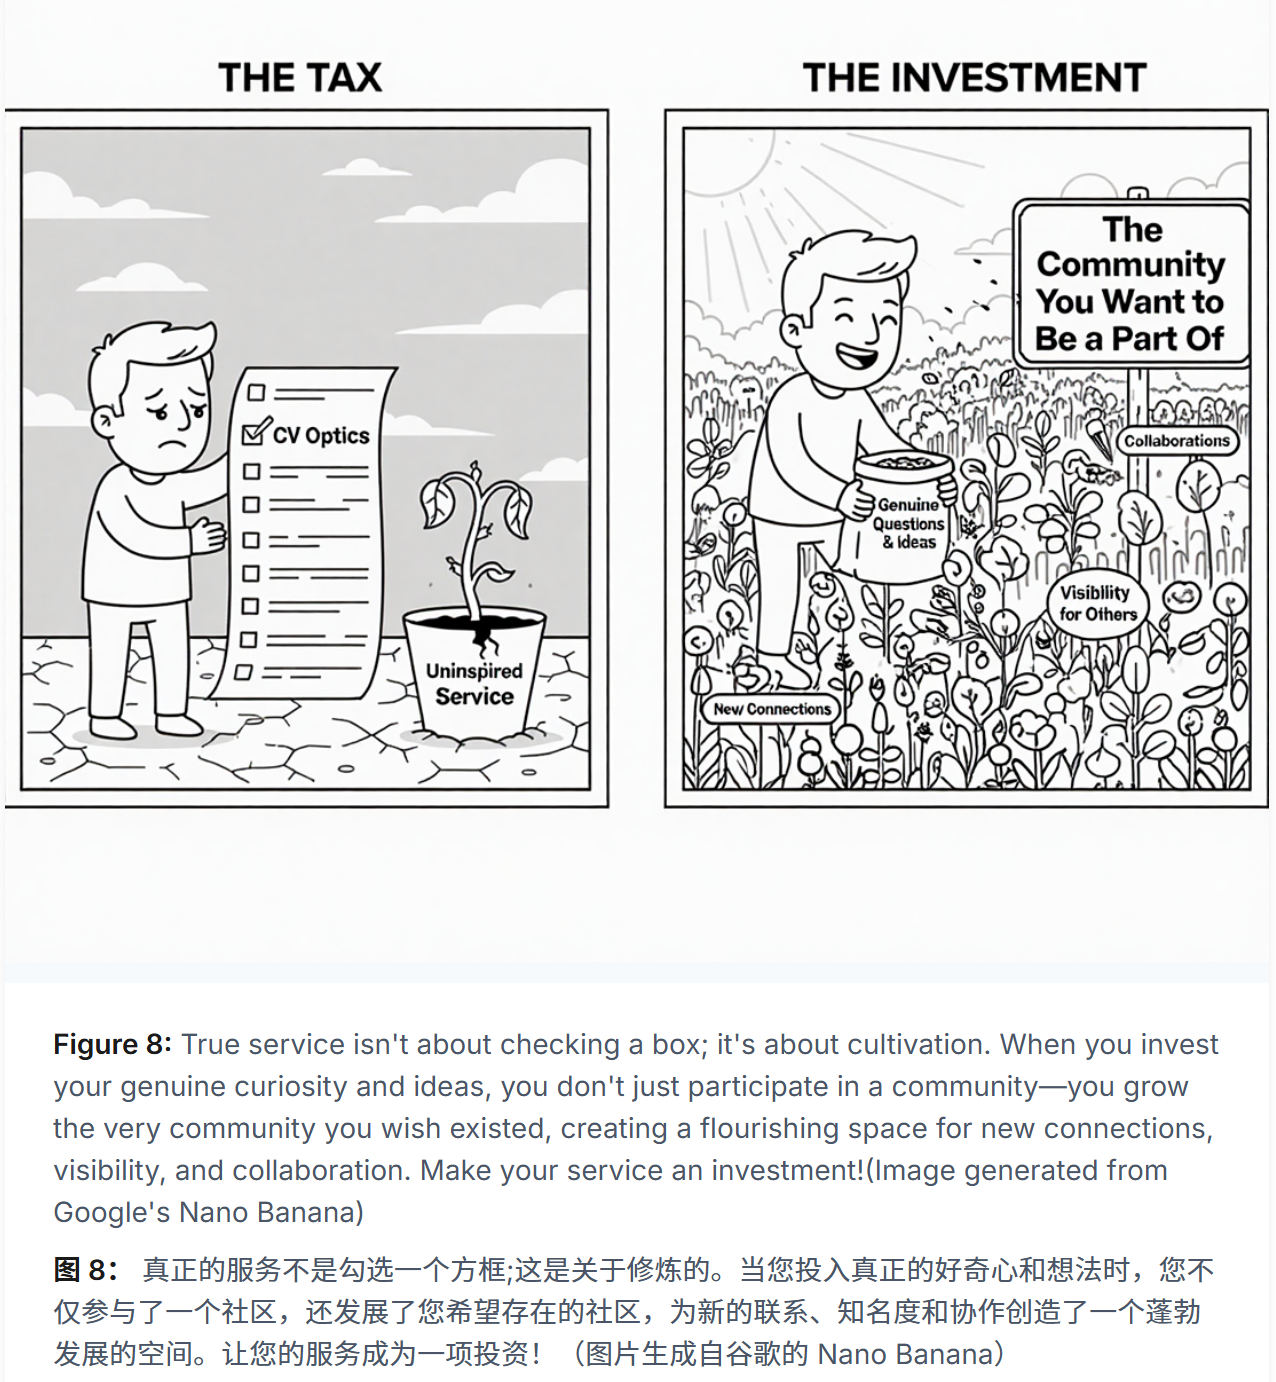 THE TAX
CV Optics
Uninspired
Service
THE INVESTMENT
The
Community
You Want to
Be a Part Of
Collaborations
Genuine
Questions
& Ideas
Visibility
for Others
New Connections
Figure 8: True service isn't about checking a box; it's about cultivation. When you invest
your genuine curiosity and ideas, you don't just participate in a community—you grow
the very community you wish existed, creating a flourishing space for new connections,
visibility, and collaboration. Make your service an investment!(Image generated from
Google's Nano Banana)
图 8： 真正的服务不是勾选一个方框;这是关于修炼的。当您投入真正的好奇心和想法时，您不
仅参与了一个社区，还发展了您希望存在的社区，为新的联系、知名度和协作创造了一个蓬勃
发展的空间。让您的服务成为一项投资！（图片生成自谷歌的 Nano Banana）